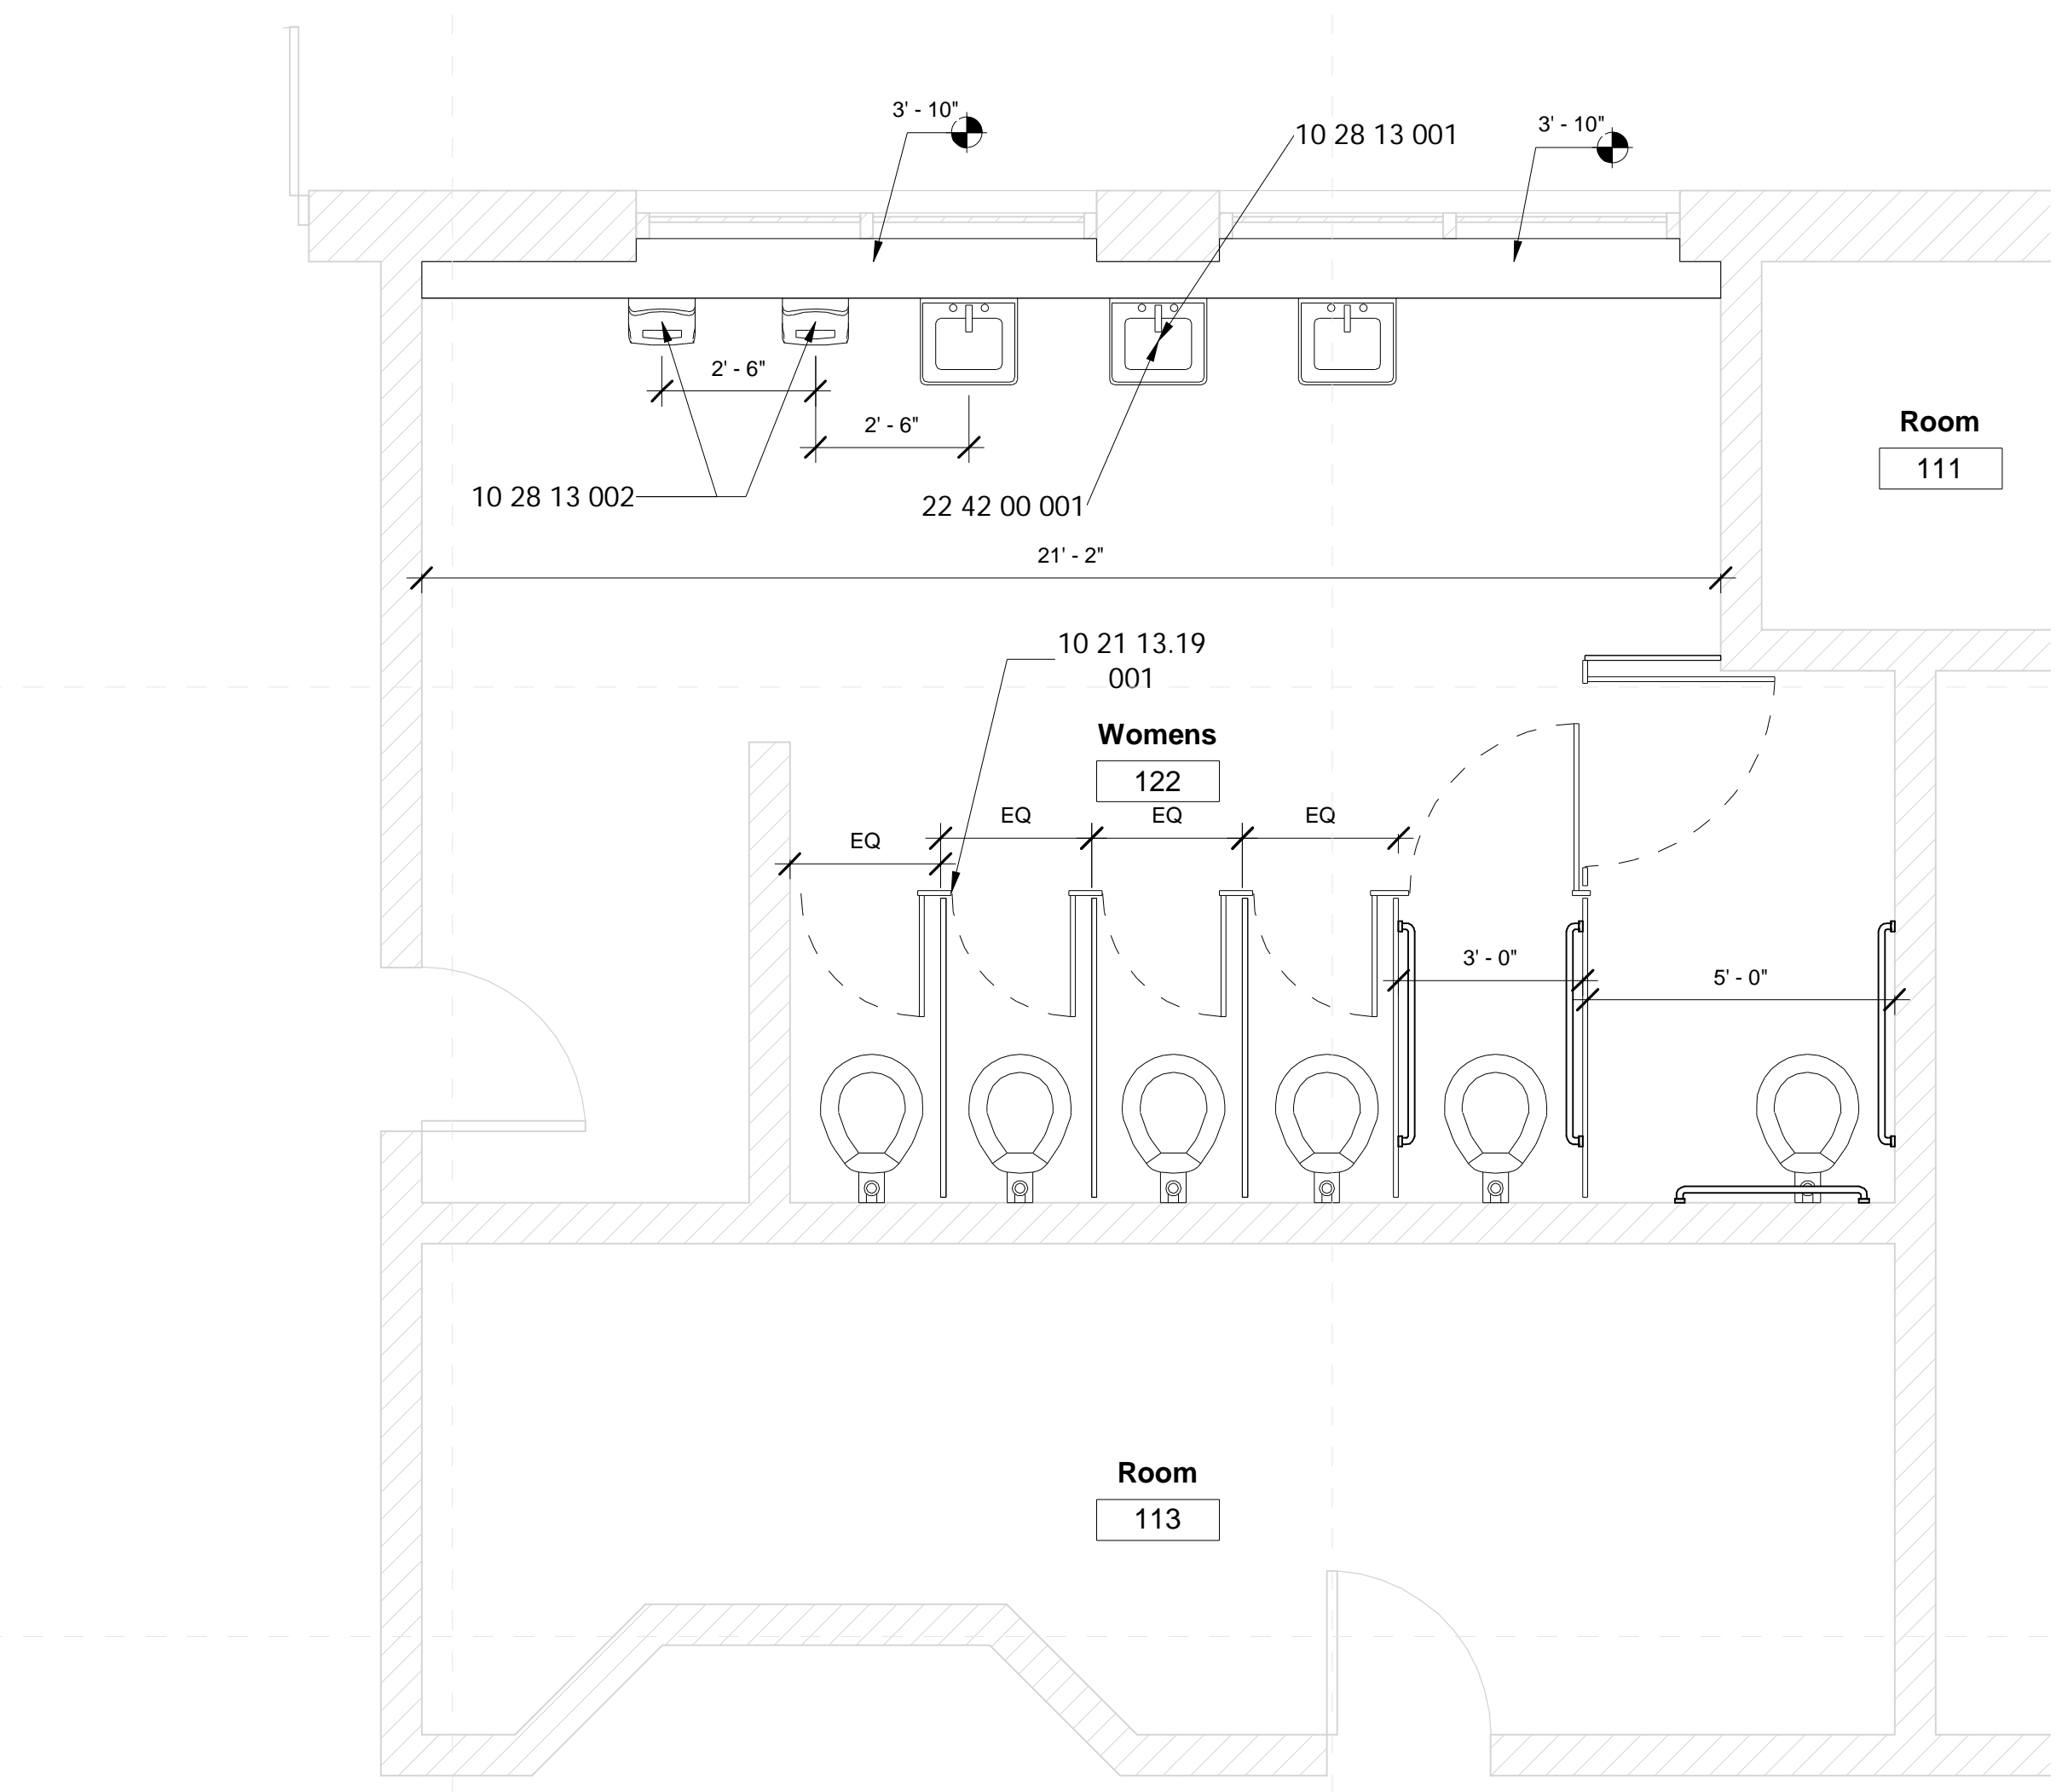 3' - 10"
10 28 13 001
3' - 10"
2' - 6"
2' - 6"
Room
111
10 28 13 002
22 42 00 001
21' - 2"
10 21 13.19
001
Womens
122
EQ
EQ
EQ
EQ
3' - 0"
5' - 0"
Room
113